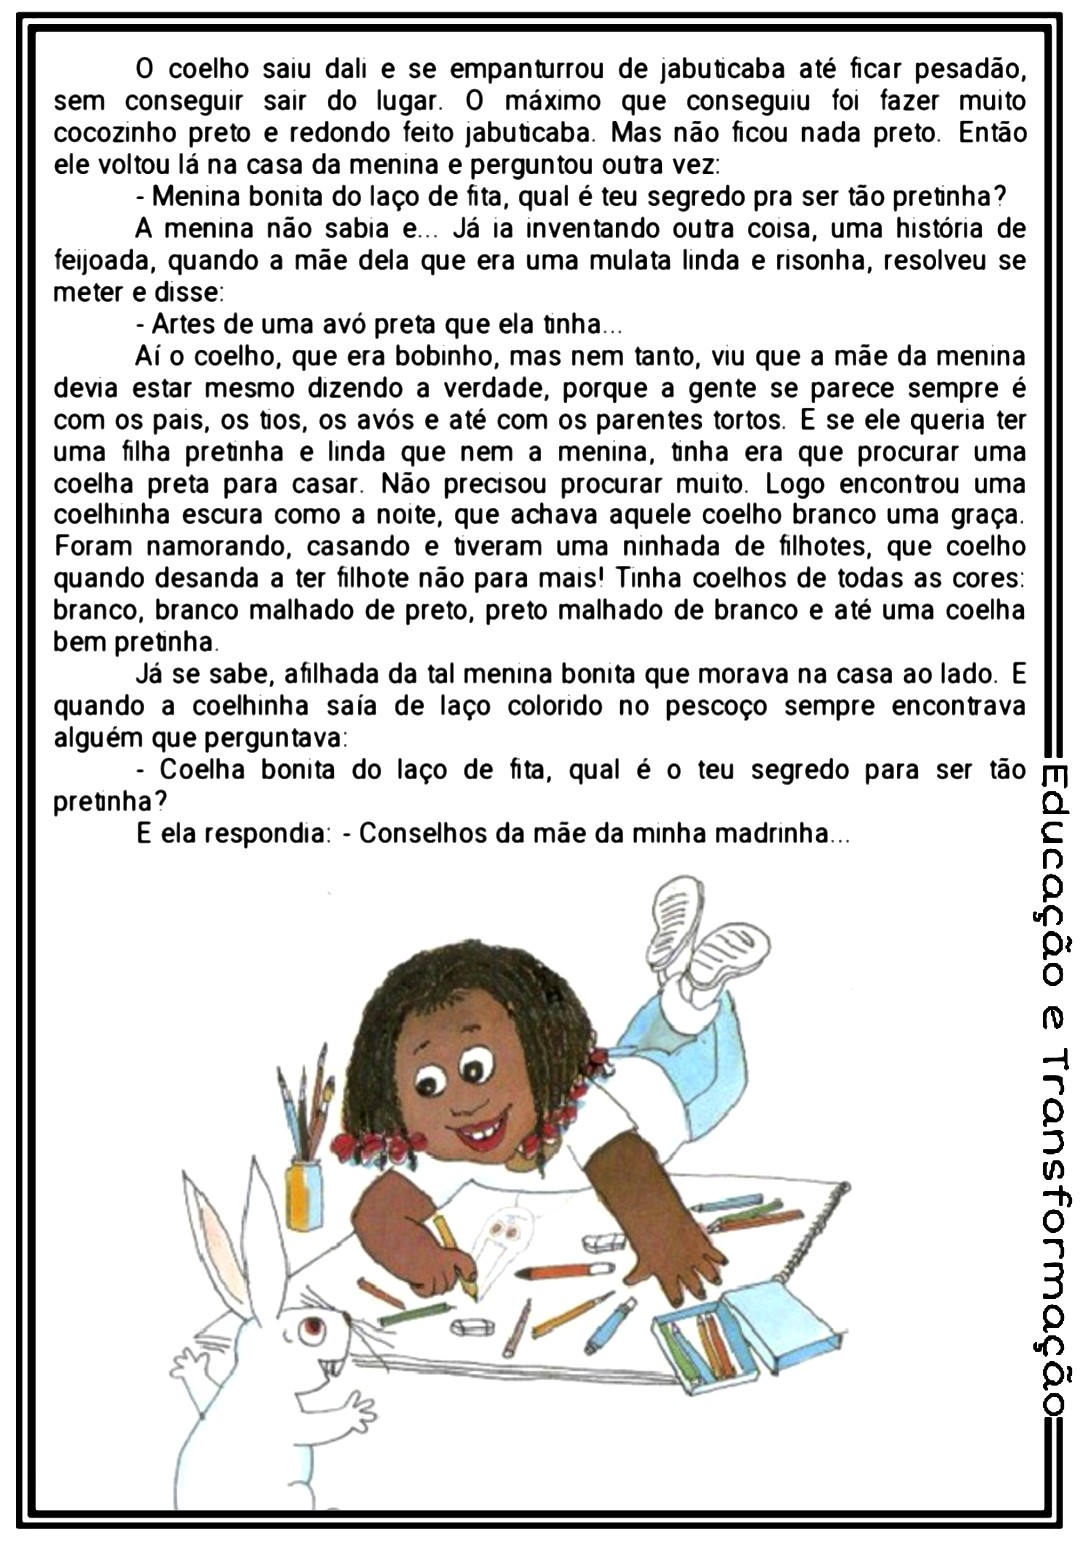 O coelho saiu dali e se empanturrou de jabuticaba até ficar pesadão,
sem conseguir sair do lugar. O máximo que conseguiu foi fazer muito
cocozinho preto e redondo feito jabuticaba. Mas não ficou nada preto. Então
ele voltou lá na casa da menina e perguntou outra vez:
- Menina bonita do laço de fita, qual é teu segredo pra ser tão pretinha?
A menina não sabia e... Já ia inventando outra coisa, uma história de
feijoada, quando a mãe dela que era uma mulata linda e risonha, resolveu se
meter e disse:
- Artes de uma avó preta que ela tinha...
Aí o coelho, que era bobinho, mas nem tanto, viu que a mãe da menina
devia estar mesmo dizendo a verdade, porque a gente se parece sempre é
com os pais, os tios, os avós e até com os parentes tortos. E se ele queria ter
uma filha pretinha e linda que nem a menina, tinha era que procurar uma
coelha preta para casar. Não precisou procurar muito. Logo encontrou uma
coelhinha escura como a noite, que achava aquele coelho branco uma graça.
Foram namorando, casando e tiveram uma ninhada de filhotes, que coelho
quando desanda a ter filhote não para mais! Tinha coelhos de todas as cores:
branco, branco malhado de preto, preto malhado de branco e até uma coelha
bem pretinha.
Já se sabe, afilhada da tal menina bonita que morava na casa ao lado. E
quando a coelhinha saía de laço colorido no pescoço sempre encontrava
alguém que perguntava:
- Coelha bonita do laço de fita, qual é o teu segredo para ser tão
pretinha?
E ela respondia: - Conselhos da mãe da minha madrinha...
Educação e Transformação